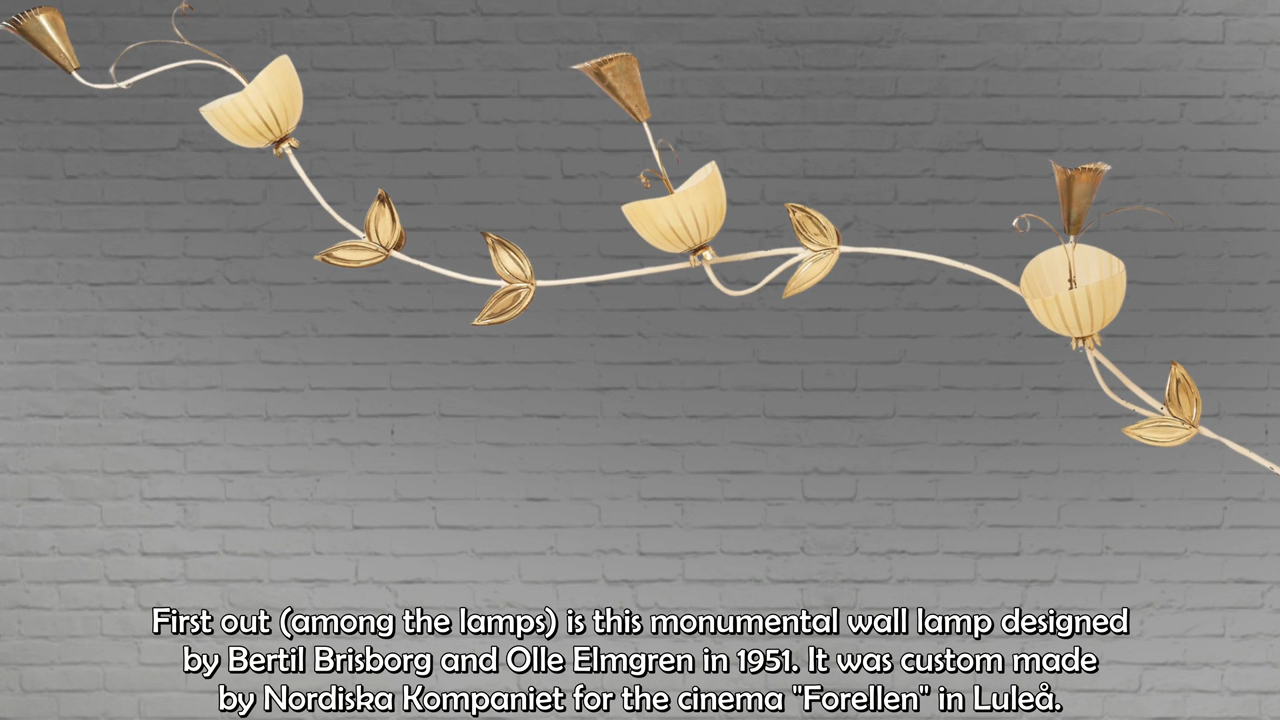 First out (among the lamps) is this monumental wall lamp designed
by Bertil Brisborg and Olle Elmgren in 1951. It was custom made
by Nordiska Kompaniet for the cinema "Forellen" in Luleå.